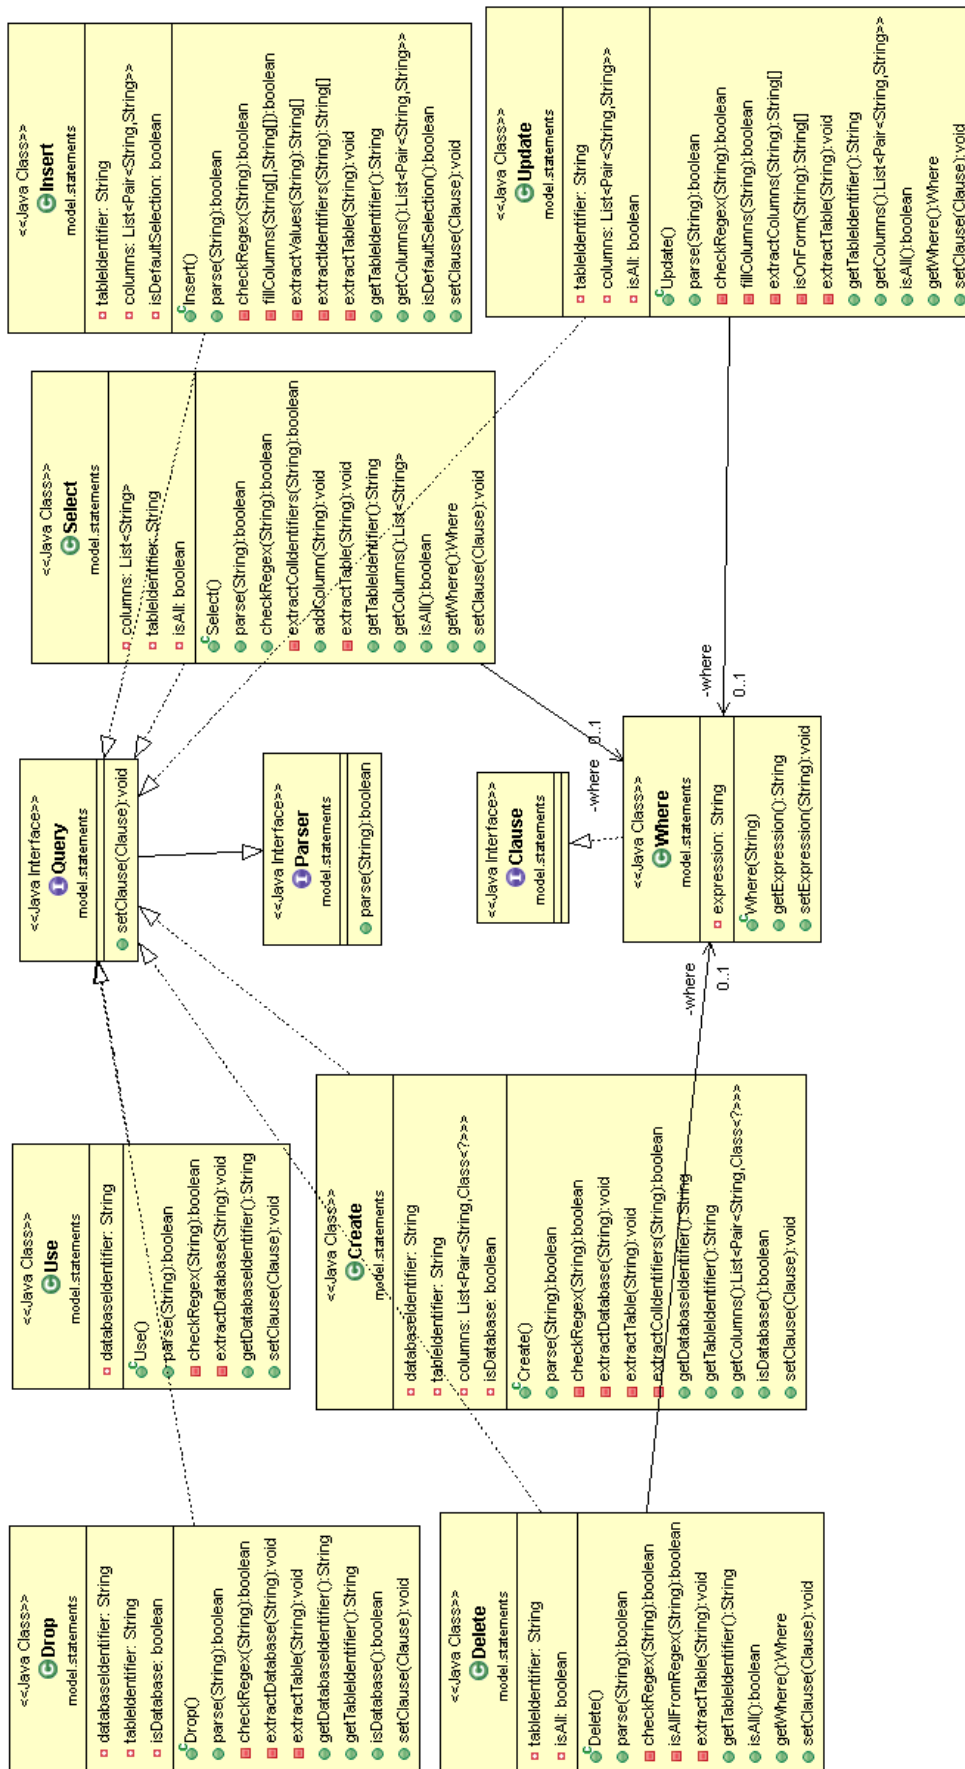 <<Java Class>>
Drop
model.statements
databaseIdentifier: String
tableIdentifier: String
isDatabase: boolean
Drop()
parse(String):boolean
checkRegex(String):boolean
extractDatabase(String):void
extractTable(String):void
getDatabaseIdentifier():String
getTableIdentifier():String
isDatabase():boolean
setClause(Clause):void
<<Java Class>>
Use
model.statements
databaseIdentifier: String
Use()
parse(String):boolean
checkRegex(String):boolean
extractDatabase(String):void
getDatabaseIdentifier():String
setClause(Clause):void
<<Java Interface>>
Query
model.statements
setClause(Clause):void
<<Java Class>>
Select
model.statements
columns: List<String>
tableIdentifier: String
isAll: boolean
Select()
parse(String):boolean
checkRegex(String):boolean
extractColIdentifiers(String):boolean
addColumn(String):void
extractTable(String):void
getTableIdentifier():String
getColumns():List<String>
isAll():boolean
getWhere():Where
setClause(Clause):void
<<Java Class>>
Insert
model.statements
tableIdentifier: String
columns: List<Pair<String,String>>
isDefaultSelection: boolean
Insert()
parse(String):boolean
checkRegex(String):boolean
fillColumns(String[],String[]):boolean
extractValues(String):String[]
extractIdentifiers(String):String[]
extractTable(String):void
getTableIdentifier():String
getColumns():List<Pair<String,String>>
isDefaultSelection():boolean
setClause(Clause):void
<<Java Interface>>
Parser
model.statements
parse(String):boolean
<<Java Class>>
Create
model.statements
databaseIdentifier: String
tableIdentifier: String
columns: List<Pair<String,Class<?>>>
isDatabase: boolean
Create()
parse(String):boolean
checkRegex(String):boolean
extractDatabase(String):void
extractTable(String):void
extractColIdentifiers(String):boolean
getDatabaseIdentifier():String
getTableIdentifier():String
getColumns():List<Pair<String,Class<?>>>
isDatabase():boolean
setClause(Clause):void
<<Java Class>>
Delete
model.statements
tableIdentifier: String
isAll: boolean
Delete()
parse(String):boolean
checkRegex(String):boolean
isAllFromRegex(String):boolean
extractTable(String):void
getTableIdentifier():String
isAll():boolean
getWhere():Where
setClause(Clause):void
<<Java Interface>>
Clause
model.statements
-where
0..1
-where
0..1
-where
0..1
<<Java Class>>
Where
model.statements
expression: String
Where(String)
getExpression():String
setExpression(String):void
<<Java Class>>
Update
model.statements
tableIdentifier: String
columns: List<Pair<String,String>>
isAll: boolean
Update()
parse(String):boolean
checkRegex(String):boolean
fillColumns(String):boolean
extractColumns(String):String[]
isOnForm(String):String[]
extractTable(String):void
getTableIdentifier():String
getColumns():List<Pair<String,String>>
isAll():boolean
getWhere():Where
setClause(Clause):void